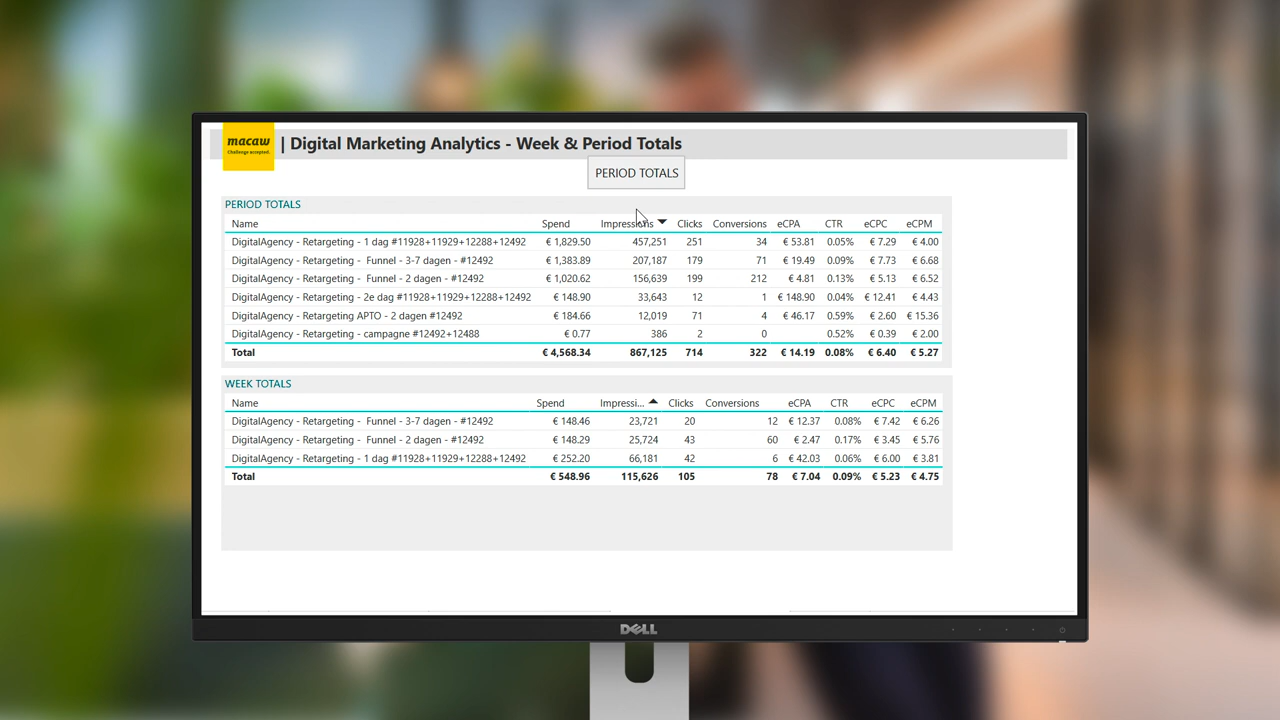 macaw
Challenge accepted.
| Digital Marketing Analytics - Week & Period Totals
PERIOD TOTALS
PERIOD TOTALS
Name Spend Impressions Clicks Conversions eCPA CTR eCPC eCPM
DigitalAgency - Retargeting - 1 dag #11928+11929+12288+12492 € 1,829.50 457,251 251 34 € 53.81 0.05% € 7.29 € 4.00
DigitalAgency - Retargeting - Funnel - 3-7 dagen - #12492 € 1,383.89 207,187 179 71 € 19.49 0.09% € 7.73 € 6.68
DigitalAgency - Retargeting - Funnel - 2 dagen - #12492 € 1,020.62 156,639 199 212 € 4.81 0.13% € 5.13 € 6.52
DigitalAgency - Retargeting - 2e dag #11928+11929+12288+12492 € 148.90 33,643 12 1 € 148.90 0.04% € 12.41 € 4.43
DigitalAgency - Retargeting APTO - 2 dagen #12492 € 184.66 12,019 71 4 € 46.17 0.59% € 2.60 € 15.36
DigitalAgency - Retargeting - campagne #12492+12488 € 0.77 386 2 0 0.52% € 0.39 € 2.00
Total € 4,568.34 867,125 714 322 € 14.19 0.08% € 6.40 € 5.27
WEEK TOTALS
Name Spend Impressi... Clicks Conversions eCPA CTR eCPC eCPM
DigitalAgency - Retargeting - Funnel - 3-7 dagen - #12492 € 148.46 23,721 20 12 € 12.37 0.08% € 7.42 € 6.26
DigitalAgency - Retargeting - Funnel - 2 dagen - #12492 € 148.29 25,724 43 60 € 2.47 0.17% € 3.45 € 5.76
DigitalAgency - Retargeting - 1 dag #11928+11929+12288+12492 € 252.20 66,181 42 6 € 42.03 0.06% € 6.00 € 3.81
Total € 548.96 115,626 105 78 € 7.04 0.09% € 5.23 € 4.75
DELL